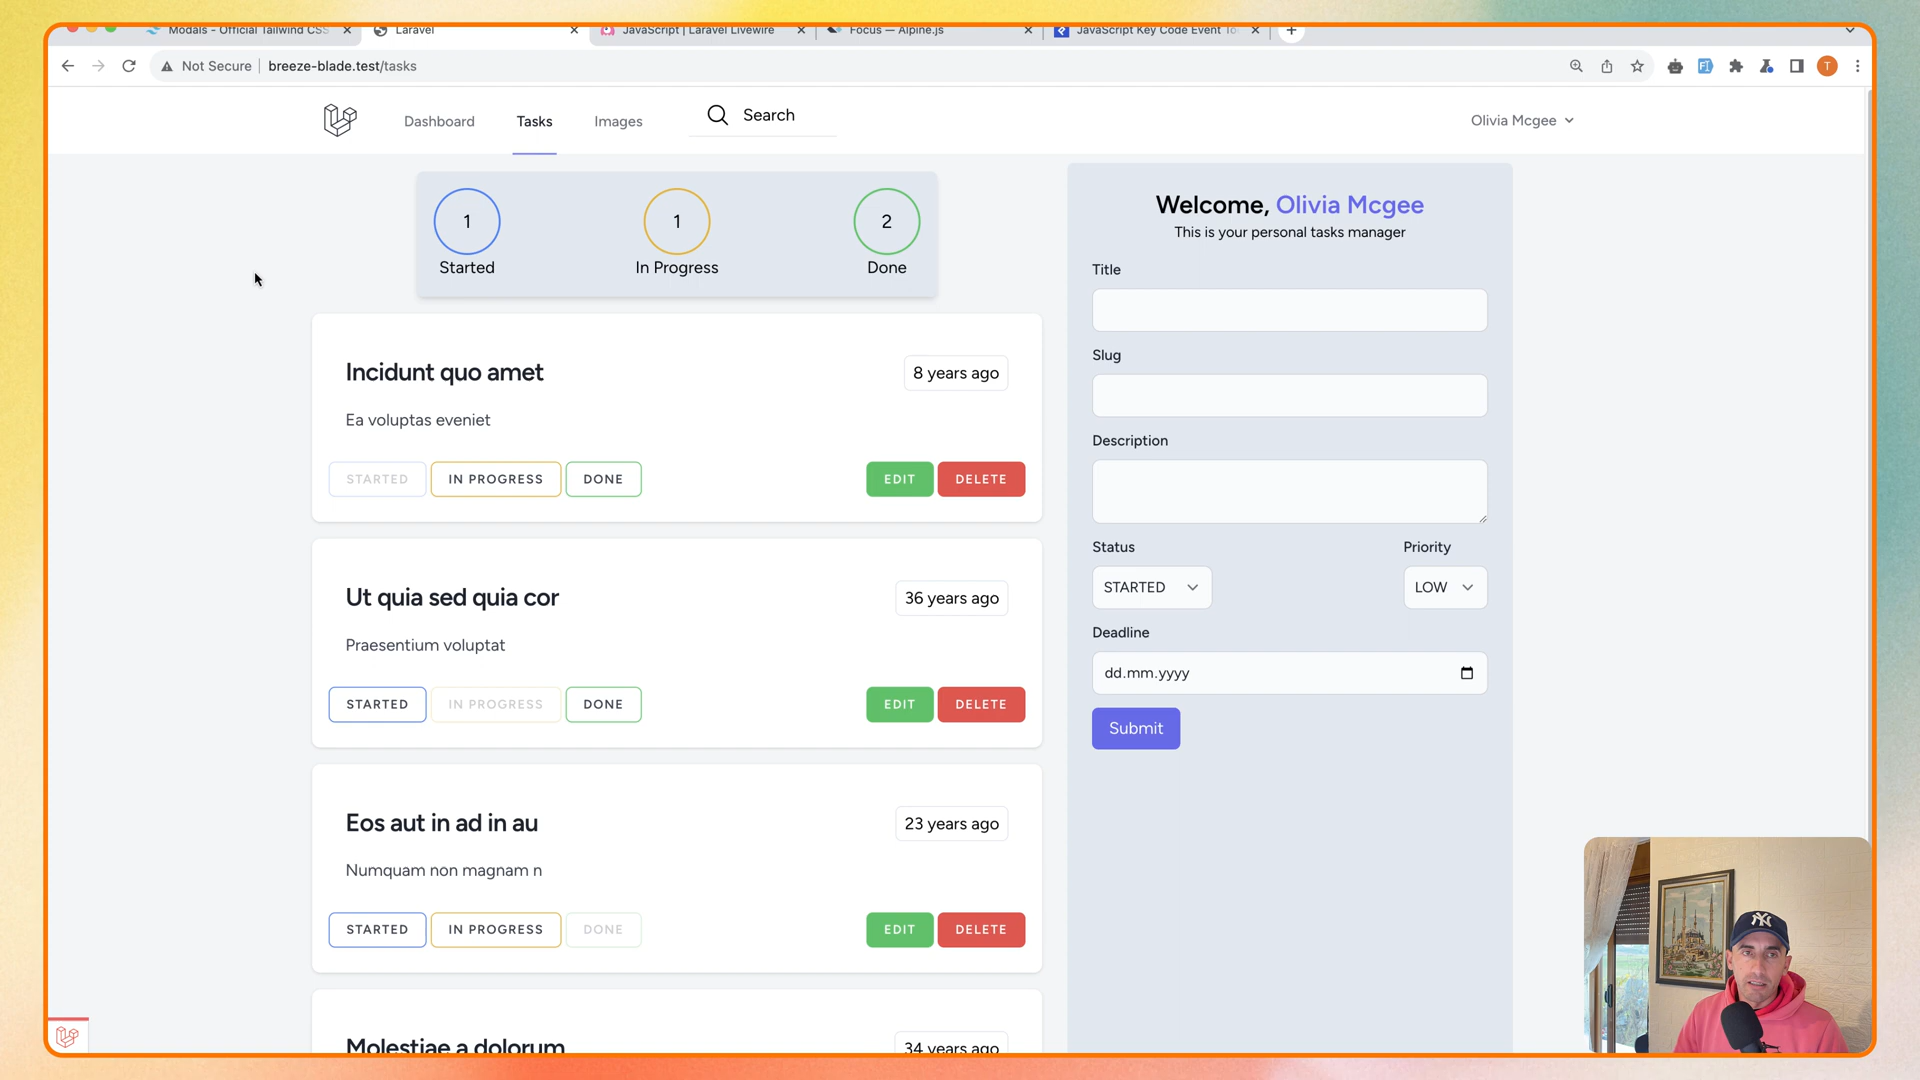 Modals - Official Tailwind CSS
Laravel
JavaScript | Laravel Livewire
Focus — Alpine.js
JavaScript Key Code Event To
Not Secure
breeze-blade.test/tasks
T
Dashboard
Tasks
Images
Search
Olivia Mcgee
1
1
2
Started
In Progress
Done
Incidunt quo amet
8 years ago
Ea voluptas eveniet
STARTED
IN PROGRESS
DONE
EDIT
DELETE
Ut quia sed quia cor
36 years ago
Praesentium voluptat
STARTED
IN PROGRESS
DONE
EDIT
DELETE
Eos aut in ad in au
23 years ago
Numquam non magnam n
STARTED
IN PROGRESS
DONE
EDIT
DELETE
Molestiae a dolorum
34 years ago
Welcome, Olivia Mcgee
This is your personal tasks manager
Title
Slug
Description
Status
Priority
STARTED
LOW
Deadline
dd.mm.yyyy
Submit
NY